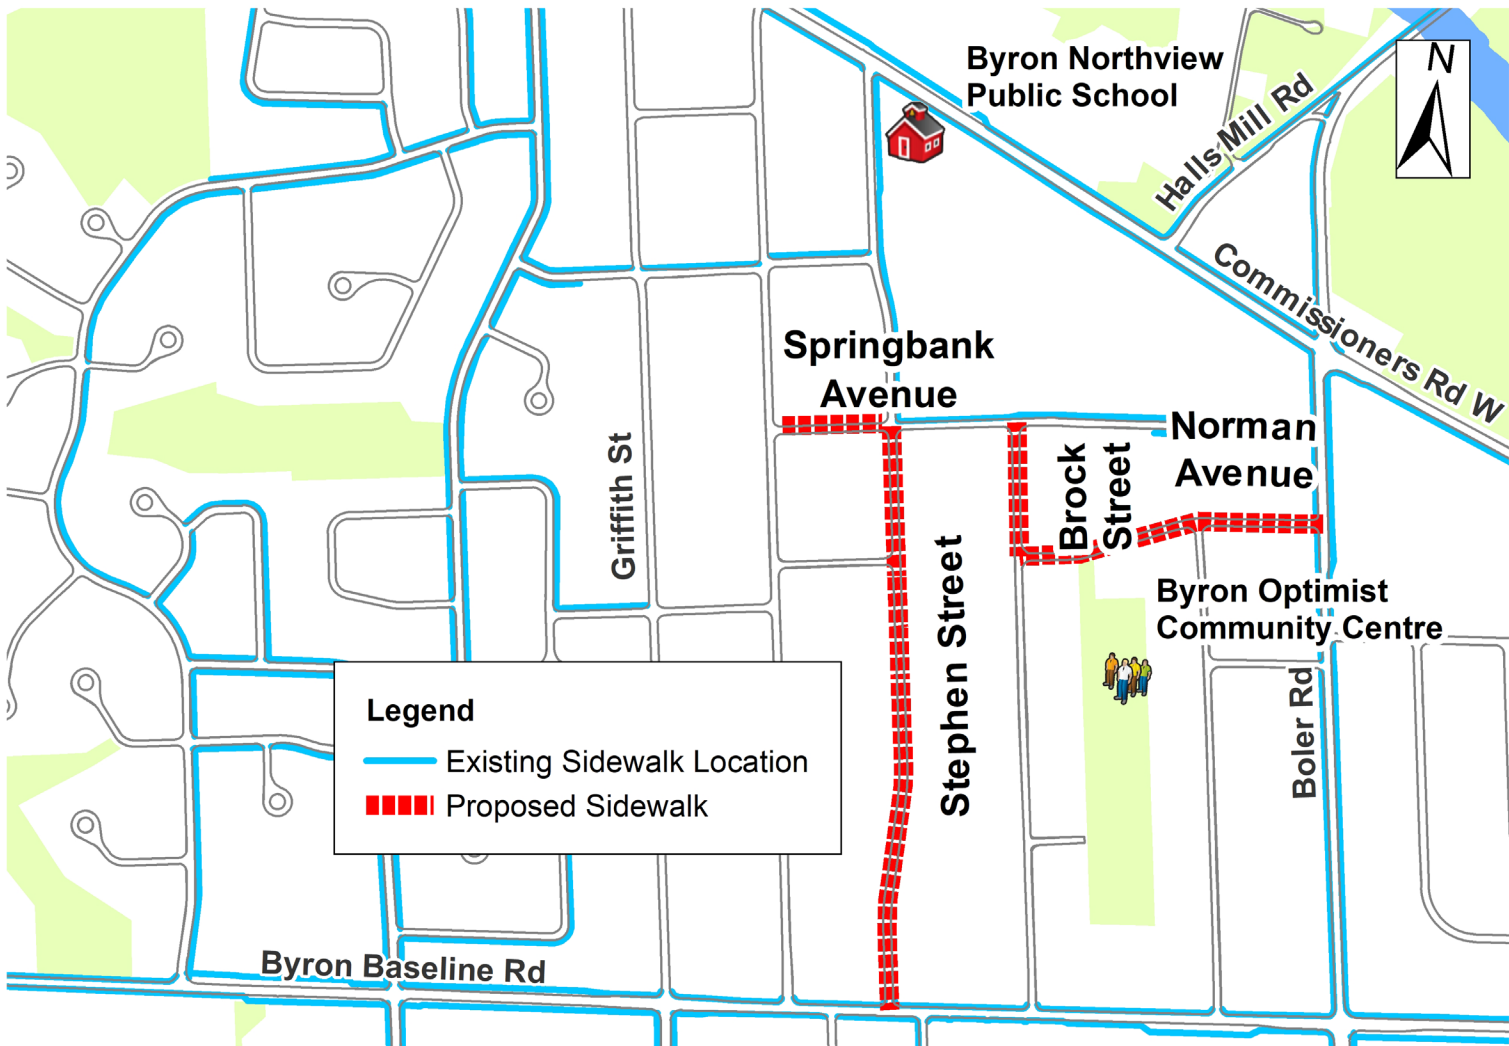 Byron Northview
Public School
N
Halls Mill Rd
Commissioners Rd W
Springbank
Avenue
Norman
Avenue
Brock
Street
Griffith St
Stephen Street
Byron Optimist
Community Centre
Boler Rd
Legend
Existing Sidewalk Location
Proposed Sidewalk
Byron Baseline Rd